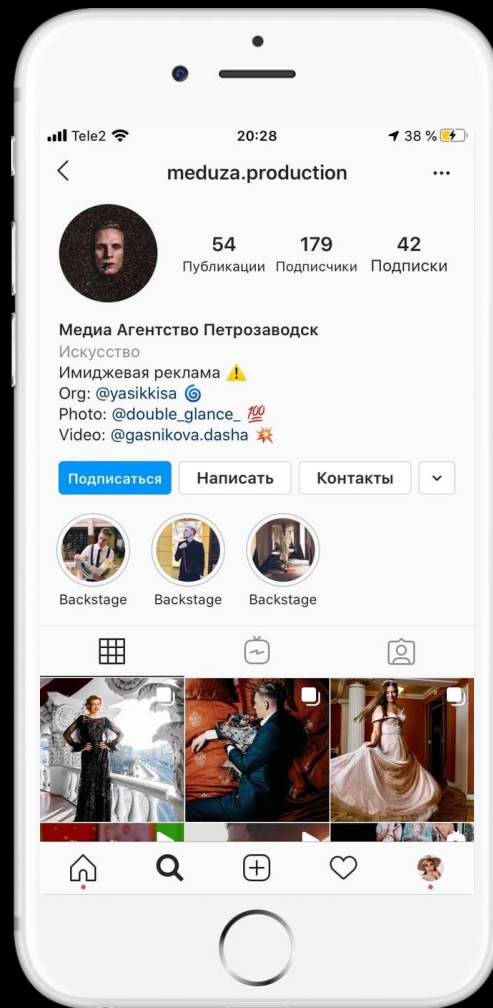 Tele2 20:28 38 %
meduza.production
54 179 42
Публикации Подписчики Подписки
Медиа Агентство Петрозаводск
Искусство
Имиджевая реклама ⚠️
Org: @yasikkisa 🌀
Photo: @double_glance_ 💯
Video: @gasnikova.dasha 💥
Подписаться Написать Контакты
Backstage Backstage Backstage